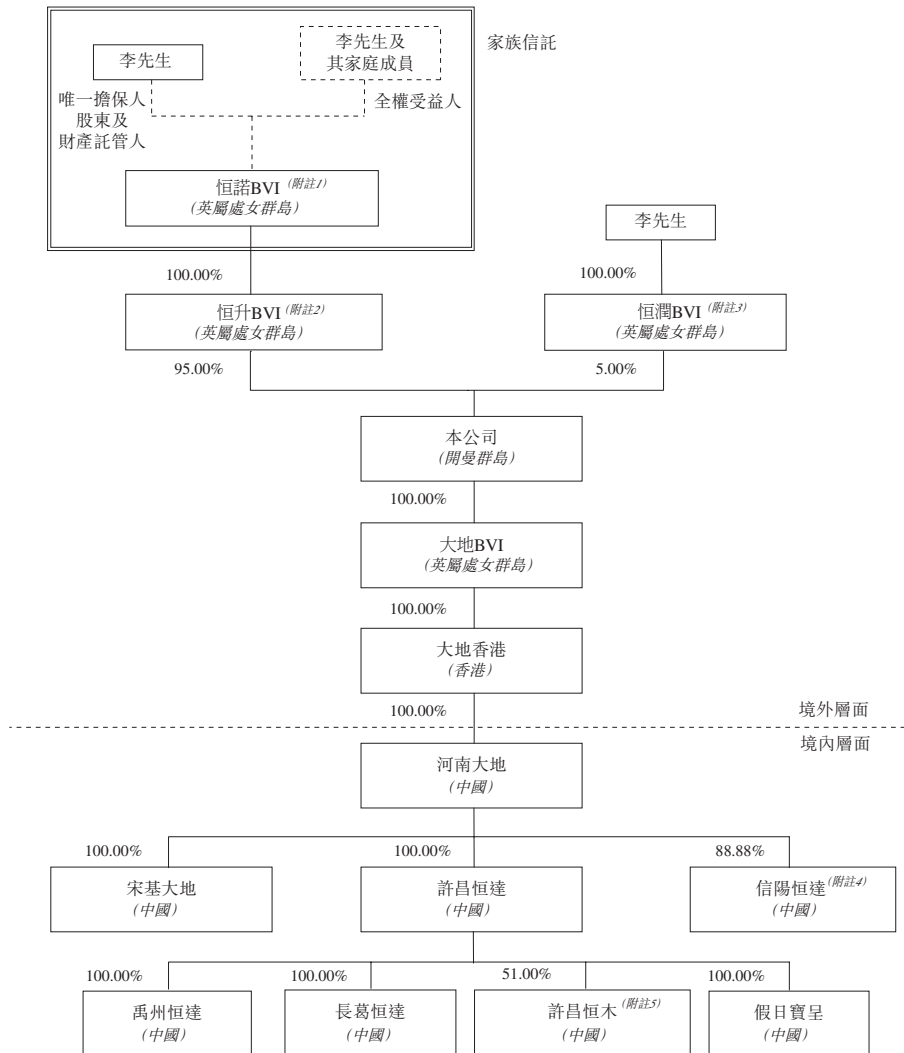 李先生
李先生及
其家庭成員
家族信託
唯一擔保人
股東及
財產託管人
全權受益人
恒諾BVI (附註1)
(英屬處女群島)
李先生
100.00%
100.00%
恒升BVI (附註2)
(英屬處女群島)
恒潤BVI (附註3)
(英屬處女群島)
95.00%
5.00%
本公司
(開曼群島)
100.00%
大地BVI
(英屬處女群島)
100.00%
大地香港
(香港)
100.00%
境外層面
境內層面
河南大地
(中國)
100.00%
100.00%
88.88%
宋基大地
(中國)
許昌恒達
(中國)
信陽恒達 (附註4)
(中國)
100.00%
100.00%
51.00%
100.00%
禹州恒達
(中國)
長葛恒達
(中國)
許昌恒木 (附註5)
(中國)
假日寶呈
(中國)